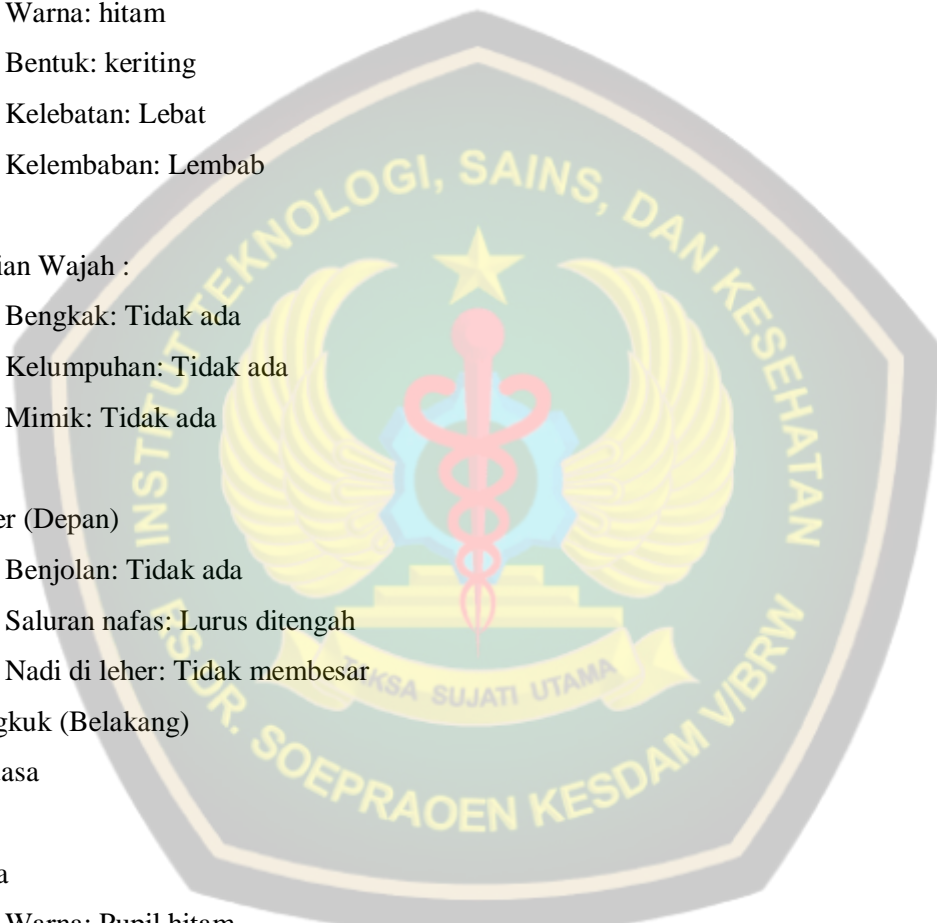 Warna: hitam
Bentuk: keriting
Kelebatan: Lebat
Kelembaban: Lembab
ian Wajah :
Bengkak: Tidak ada
Kelumpuhan: Tidak ada
Mimik: Tidak ada
er (Depan)
Benjolan: Tidak ada
Saluran nafas: Lurus ditengah
Nadi di leher: Tidak membesar
gkuk (Belakang)
asa
a
Warna: Pupil hitam
INSTITUT TEKNOLOGI, SAINS, DAN KESEHATAN
SUJATI UTAMA
RS DR. SOEPRAOEN KESDAM V/BRW